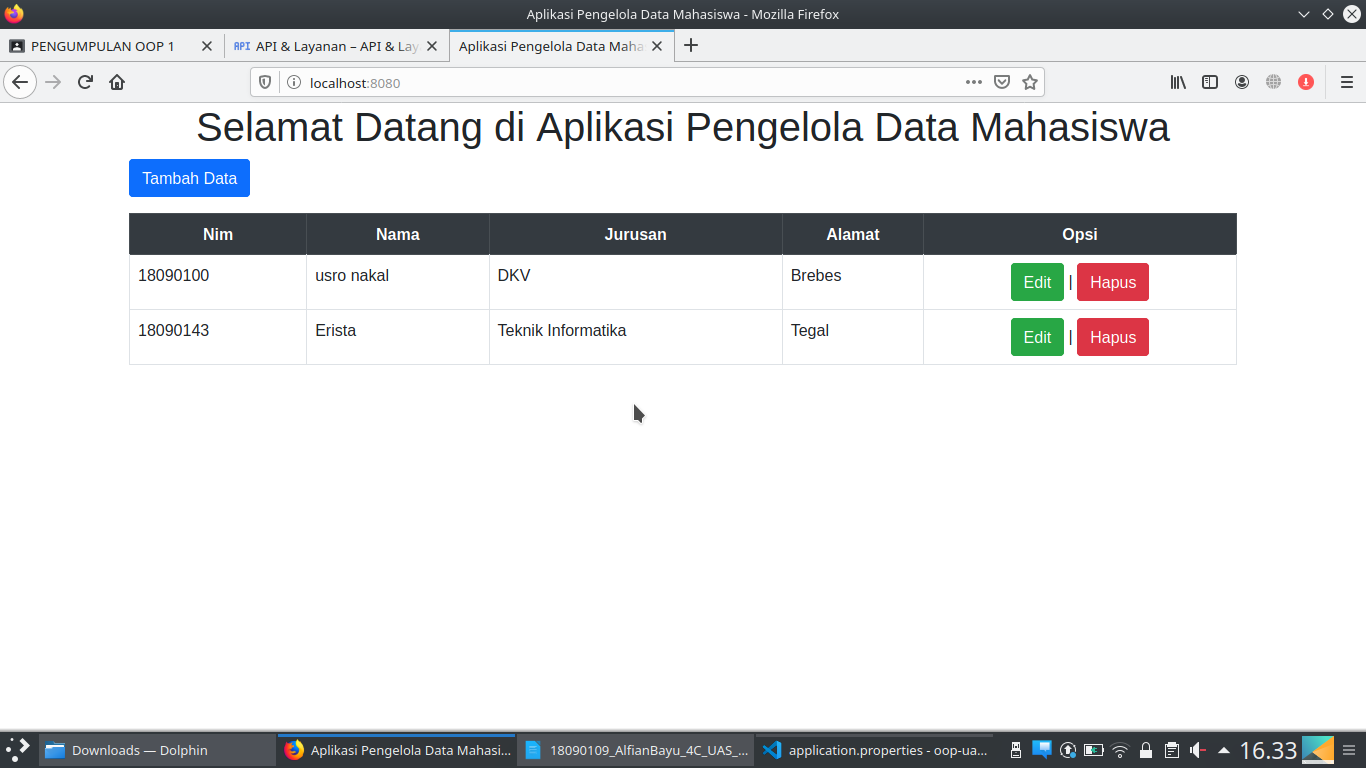 Aplikasi Pengelola Data Mahasiswa - Mozilla Firefox
PENGUMPULAN OOP 1
API API & Layanan – API & Lay
Aplikasi Pengelola Data Maha
localhost:8080
Selamat Datang di Aplikasi Pengelola Data Mahasiswa
Tambah Data
Nim Nama Jurusan Alamat Opsi
18090100 usro nakal DKV Brebes Edit | Hapus
18090143 Erista Teknik Informatika Tegal Edit | Hapus
Downloads — Dolphin
Aplikasi Pengelola Data Mahasi...
18090109_AlfianBayu_4C_UAS_...
application.properties - oop-ua...
16.33